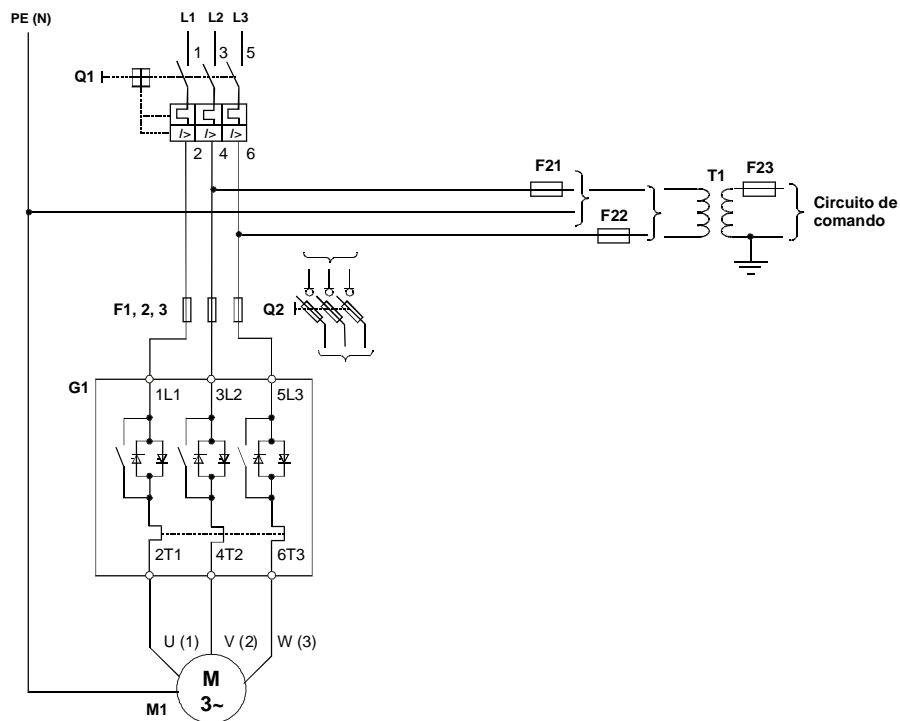 PE (N)
L1 L2 L3
1 3 5
Q1
I> I> I>
2 4 6
F21
T1 F23
F22
Circuito de
comando
F1, 2, 3
Q2
G1
1L1 3L2 5L3
2T1 4T2 6T3
U (1) V (2) W (3)
M
3~
M1